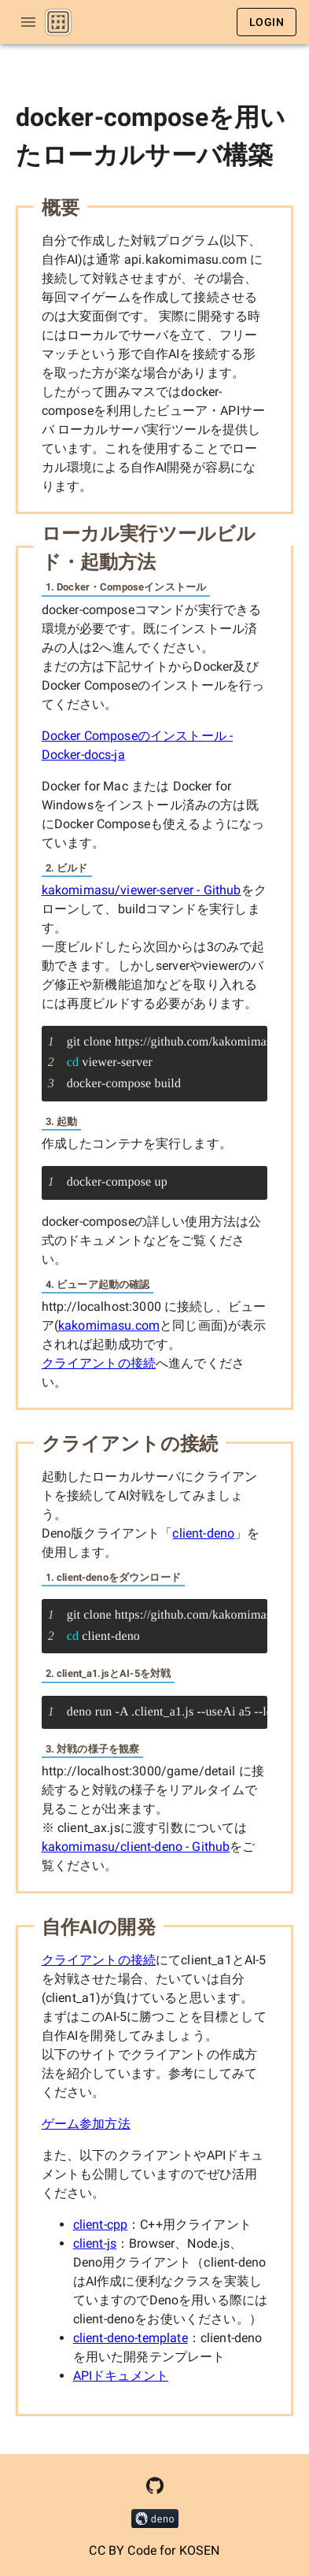 LOGIN
docker-composeを用い
たローカルサーバ構築
概要
自分で作成した対戦プログラム(以下、
自作AI)は通常 api.kakomimasu.com に
接続して対戦させますが、その場合、
毎回マイゲームを作成して接続させる
のは大変面倒です。 実際に開発する時
にはローカルでサーバを立て、フリー
マッチという形で自作AIを接続する形
を取った方が楽な場合があります。
したがって囲みマスではdocker-
composeを利用したビューア・APIサー
バ ローカルサーバ実行ツールを提供し
ています。これを使用することでロー
カル環境による自作AI開発が容易にな
ります。
ローカル実行ツールビル
ド・起動方法
1. Docker・Composeインストール
docker-composeコマンドが実行できる
環境が必要です。既にインストール済
みの人は2へ進んでください。
まだの方は下記サイトからDocker及び
Docker Composeのインストールを行っ
てください。
Docker Composeのインストール -
Docker-docs-ja
Docker for Mac または Docker for
Windowsをインストール済みの方は既
にDocker Composeも使えるようになっ
ています。
2. ビルド
kakomimasu/viewer-server - Githubをク
ローンして、buildコマンドを実行しま
す。
一度ビルドしたら次回からは3のみで起
動できます。しかしserverやviewerのバ
グ修正や新機能追加などを取り入れる
には再度ビルドする必要があります。
1 git clone https://github.com/kakomimas
2 cd viewer-server
3 docker-compose build
3. 起動
作成したコンテナを実行します。
1 docker-compose up
docker-composeの詳しい使用方法は公
式のドキュメントなどをご覧くださ
い。
4. ビューア起動の確認
http://localhost:3000 に接続し、ビュー
ア(kakomimasu.comと同じ画面)が表示
されれば起動成功です。
クライアントの接続へ進んでくださ
い。
クライアントの接続
起動したローカルサーバにクライアン
トを接続してAI対戦をしてみましょ
う。
Deno版クライアント「client-deno」を
使用します。
1. client-denoをダウンロード
1 git clone https://github.com/kakomimas
2 cd client-deno
2. client_a1.jsとAI-5を対戦
1 deno run -A .client_a1.js --useAi a5 --lo
3. 対戦の様子を観察
http://localhost:3000/game/detail に接
続すると対戦の様子をリアルタイムで
見ることが出来ます。
※ client_ax.jsに渡す引数については
kakomimasu/client-deno - Githubをご
覧ください。
自作AIの開発
クライアントの接続にてclient_a1とAI-5
を対戦させた場合、たいていは自分
(client_a1)が負けていると思います。
まずはこのAI-5に勝つことを目標として
自作AIを開発してみましょう。
以下のサイトでクライアントの作成方
法を紹介しています。参考にしてみて
ください。
ゲーム参加方法
また、以下のクライアントやAPIドキュ
メントも公開していますのでぜひ活用
ください。
• client-cpp：C++用クライアント
• client-js：Browser、Node.js、
Deno用クライアント（client-deno
はAI作成に便利なクラスを実装し
ていますのでDenoを用いる際には
client-denoをお使いください。）
• client-deno-template：client-deno
を用いた開発テンプレート
• APIドキュメント
deno
CC BY Code for KOSEN